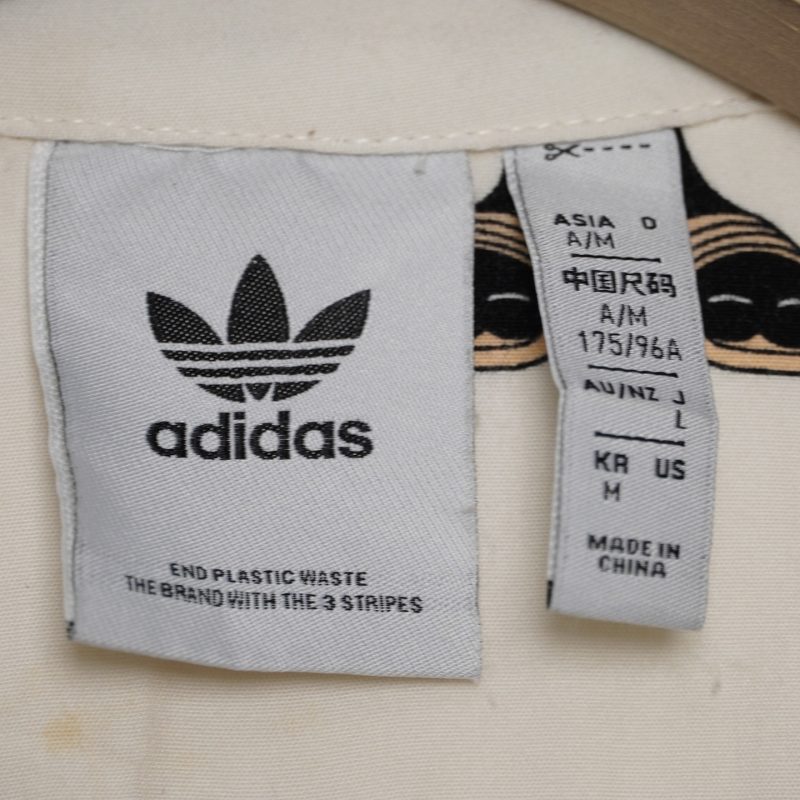 adidas
END PLASTIC WASTE
THE BRAND WITH THE 3 STRIPES
ASIA D
A/M
中国尺码
A/M
175/96A
AU/NZ J
L
KR US
M
MADE IN
CHINA